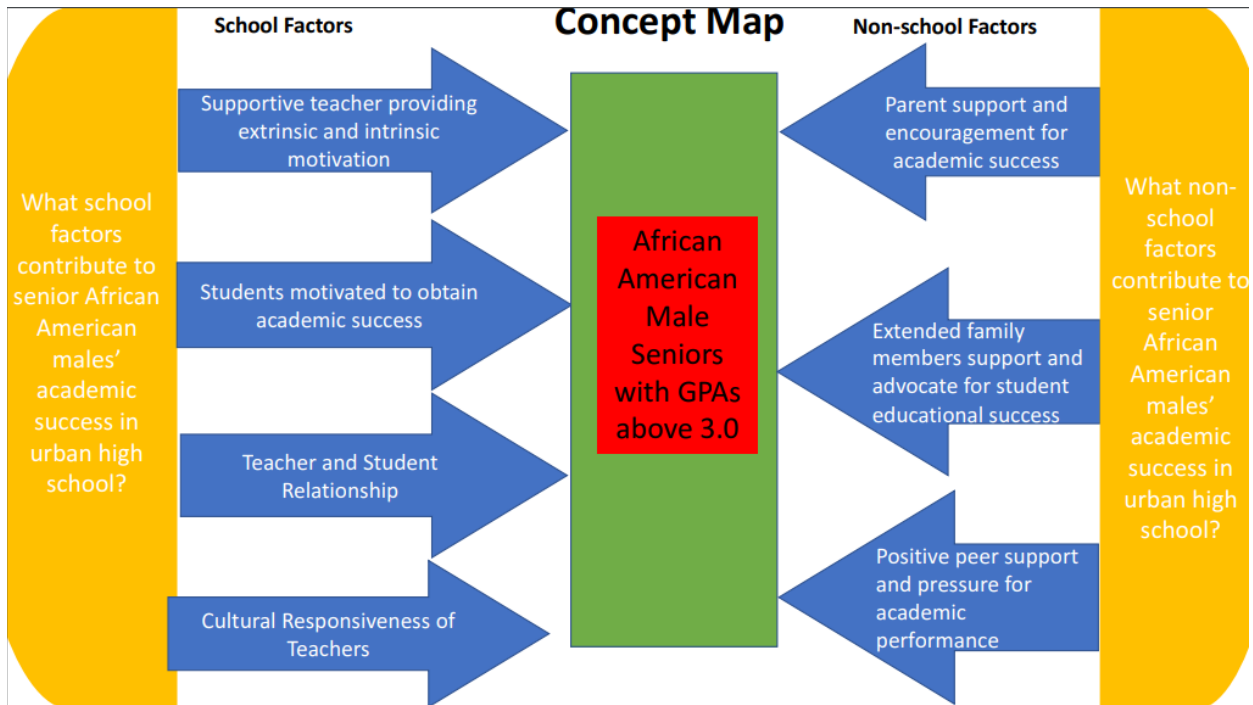 Concept Map
School Factors
Non-school Factors
What school
factors
contribute to
senior African
American
males’
academic
success in
urban high
school?
Supportive teacher providing
extrinsic and intrinsic
motivation
Students motivated to obtain
academic success
Teacher and Student
Relationship
Cultural Responsiveness of
Teachers
African
American
Male
Seniors
with GPAs
above 3.0
Parent support and
encouragement for
academic success
Extended family
members support and
advocate for student
educational success
Positive peer support
and pressure for
academic
performance
What non-
school
factors
contribute to
senior
African
American
males’
academic
success in
urban high
school?